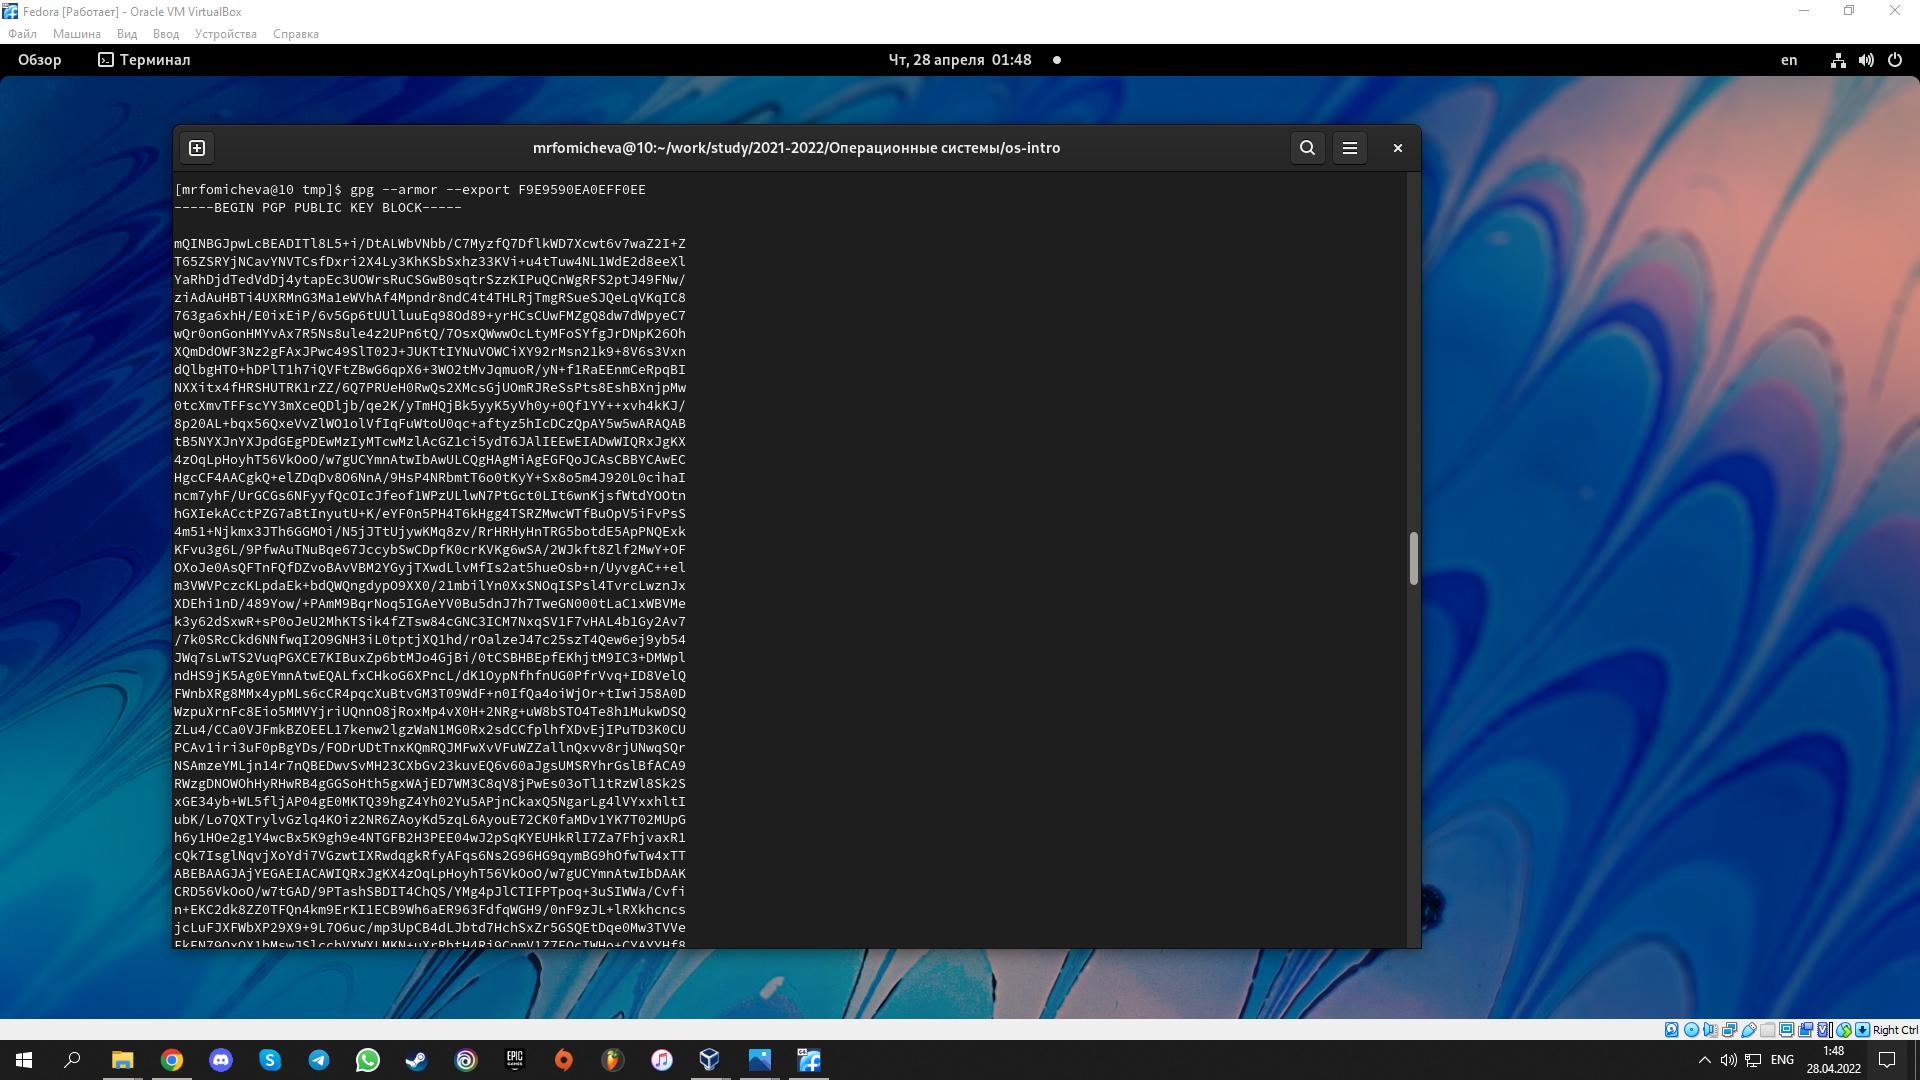 Fedora [Работает] - Oracle VM VirtualBox
Файл Машина Вид Ввод Устройства Справка
Обзор Терминал Чт, 28 апреля 01:48 en
mrfomicheva@10:~/work/study/2021-2022/Операционные системы/os-intro
[mrfomicheva@10 tmp]$ gpg --armor --export F9E9590EA0EFF0EE
-----BEGIN PGP PUBLIC KEY BLOCK-----
mQINBGJpwLcBEADITl8L5+i/DtALWbVNbb/C7MyzfQ7DflkWD7Xcwt6v7waZ2I+Z
T65ZSRYjNCavYNVTCsfDxri2X4Ly3KhKSbSxhz33KVi+u4tTuw4NL1WdE2d8eeXl
YaRhDjdTedVdDj4ytapEc3UOWrsRuCSGwB0sqtrSzzKIPuQCnWgRFS2ptJ49FNw/
ziAdAuHBTi4UXRMnG3Ma1eWVhAf4Mpndr8ndC4t4THLRjTmgRSueSJQeLqVKqIC8
763ga6xhH/E0ixEiP/6v5Gp6tUUlluuEq98Od89+yrHCsCUwFMZgQ8dw7dWpyeC7
wQr0onGonHMYvAx7R5Ns8ule4z2UPn6tQ/7OsxQWwwOcLtyMFoSYfgJrDNpK26Oh
XQmDdOWF3Nz2gFAxJPwc49SlT02J+JUKTtIYNuVOWCiXY92rMsn21k9+8V6s3Vxn
dQlbgHTO+hDPlT1h7iQVFtZBwG6qpX6+3WO2tMvJqmuoR/yN+f1RaEEnmCeRpqBI
NXXitx4fHRSHUTRK1rZZ/6Q7PRUeH0RwQs2XMcsGjUOmRJReSsPts8EshBXnjpMw
0tcXmvTFFscYY3mXceQDljb/qe2K/yTmHQjBk5yyK5yVh0y+0Qf1YY++xvh4kKJ/
8p20AL+bqx56QxeVvZlWO1olVfIqFuWtoU0qc+aftyz5hIcDCzQpAY5w5wARAQAB
tB5NYXJnYXJpdGEgPDEwMzIyMTcwMzlAcGZ1ci5ydT6JAlIEEwEIADwWIQRxJgKX
4zOqLpHoyhT56VkOoO/w7gUCYmnAtwIbAwULCQgHAgMiAgEGFQoJCAsCBBYCAwEC
HgcCF4AACgkQ+elZDqDv8O6NnA/9HsP4NRbmtT6o0tKyY+Sx8o5m4J920L0cihaI
ncm7yhF/UrGCGs6NFyyfQcOIcJfeof1WPzULlwN7PtGct0LIt6wnKjsfWtdYOOtn
hGXIekACctPZG7aBtInyutU+K/eYF0n5PH4T6kHgg4TSRZMwcWTfBuOpV5iFvPsS
4m51+Njkmx3JTh6GGMOi/N5jJTtUjywKMq8zv/RrHRHyHnTRG5botdE5ApPNQExk
KFvu3g6L/9PfwAuTNuBqe67JccybSwCDpfK0crKVKg6wSA/2WJkft8Zlf2MwY+OF
OXoJe0AsQFTnFQfDZvoBAvVBM2YGyjTXwdLlvMfIs2at5hueOsb+n/UyvgAC++el
m3VWVPczcKLpdaEk+bdQWQngdypO9XX0/21mbilYn0XxSNOqISPsl4TvrcLwznJx
XDEhi1nD/489Yow/+PAmM9BqrNoq5IGAeYV0Bu5dnJ7h7TweGN000tLaC1xWBVMe
k3y62dSxwR+sP0oJeU2MhKTSik4fZTsw84cGNC3ICM7NxqSV1F7vHAL4b1Gy2Av7
/7k0SRcCkd6NNfwqI2O9GNH3iL0tptjXQ1hd/rOalzeJ47c25szT4Qew6ej9yb54
JWq7sLwTS2VuqPGXCE7KIBuxZp6btMJo4GjBi/0tCSBHBEpfEKhjtM9IC3+DMWpl
ndHS9jK5Ag0EYmnAtwEQALfxCHkoG6XPncL/dK1OypNfhfnUG0PfrVvq+ID8VelQ
FWnbXRg8MMx4ypMLs6cCR4pqcXuBtvGM3T09WdF+n0IfQa4oiWjOr+tIwiJ58A0D
WzpuXrnFc8Eio5MMVYjriUQnnO8jRoxMp4vX0H+2NRg+uW8bSTO4Te8h1MukwDSQ
ZLu4/CCa0VJFmkBZOEEL17kenw2lgzWaN1MG0Rx2sdCCfplhfXDvEjIPuTD3K0CU
PCAv1iri3uF0pBgYDs/FODrUDtTnxKQmRQJMFwXvVFuWZZallnQxvv8rjUNwqSQr
NSAmzeYMLjn14r7nQBEDwvSvMH23CXbGv23kuvEQ6v60aJgsUMSRYhrGslBfACA9
RWzgDNOWOhHyRHwRB4gGGSoHth5gxWAjED7WM3C8qV8jPwEs03oTl1tRzWl8Sk2S
xGE34yb+WL5fljAP04gE0MKTQ39hgZ4Yh02Yu5APjnCkaxQ5NgarLg4lVYxxhltI
ubK/Lo7QXTrylvGzlq4KOiz2NR6ZAoyKd5zqL6AyouE72CK0faMDv1YK7T02MUpG
h6y1HOe2g1Y4wcBx5K9gh9e4NTGFB2H3PEE04wJ2pSqKYEUHkRlI7Za7FhjvaxR1
cQk7IsglNqvjXoYdi7VGzwtIXRwdqgkRfyAFqs6Ns2G96HG9qymBG9hOfwTw4xTT
ABEBAAGJAjYEGAEIACAWIQRxJgKX4zOqLpHoyhT56VkOoO/w7gUCYmnAtwIbDAAK
CRD56VkOoO/w7tGAD/9PTashSBDIT4ChQS/YMg4pJlCTIFPTpoq+3uSIWWa/Cvfi
n+EKC2dk8ZZ0TFQn4km9ErKI1ECB9Wh6aER963FdfqWGH9/0nF9zJL+lRXkhcncs
jcLuFJXFWbXP29X9+9L7O6uc/mp3UpCB4dLJbtd7HchSxZr5GSQEtDqe0Mw3TVVe
Right Ctrl
EPIC GAMES
ENG
1:48
28.04.2022